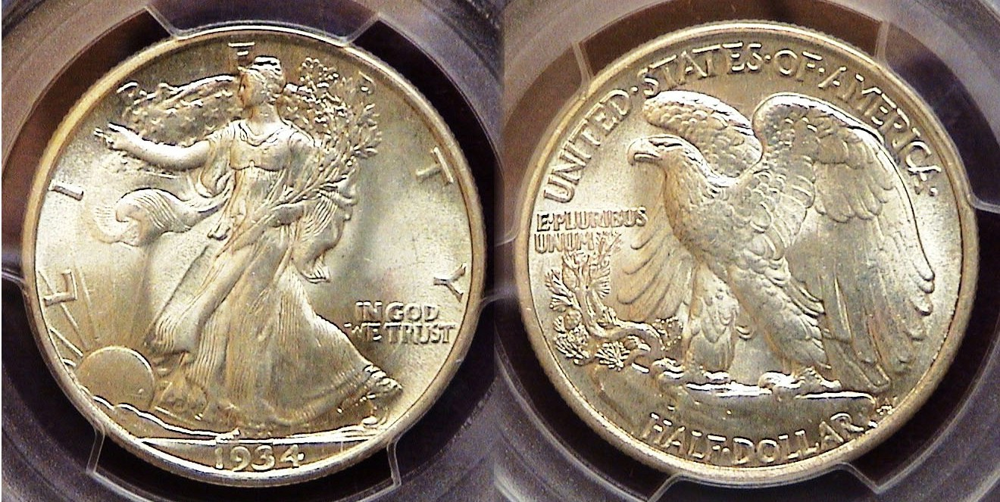 LIBERTY
IN GOD
WE TRUST
1934
UNITED·STATES·OF·AMERICA·
E·PLURIBUS
UNUM
HALF·DOLLAR